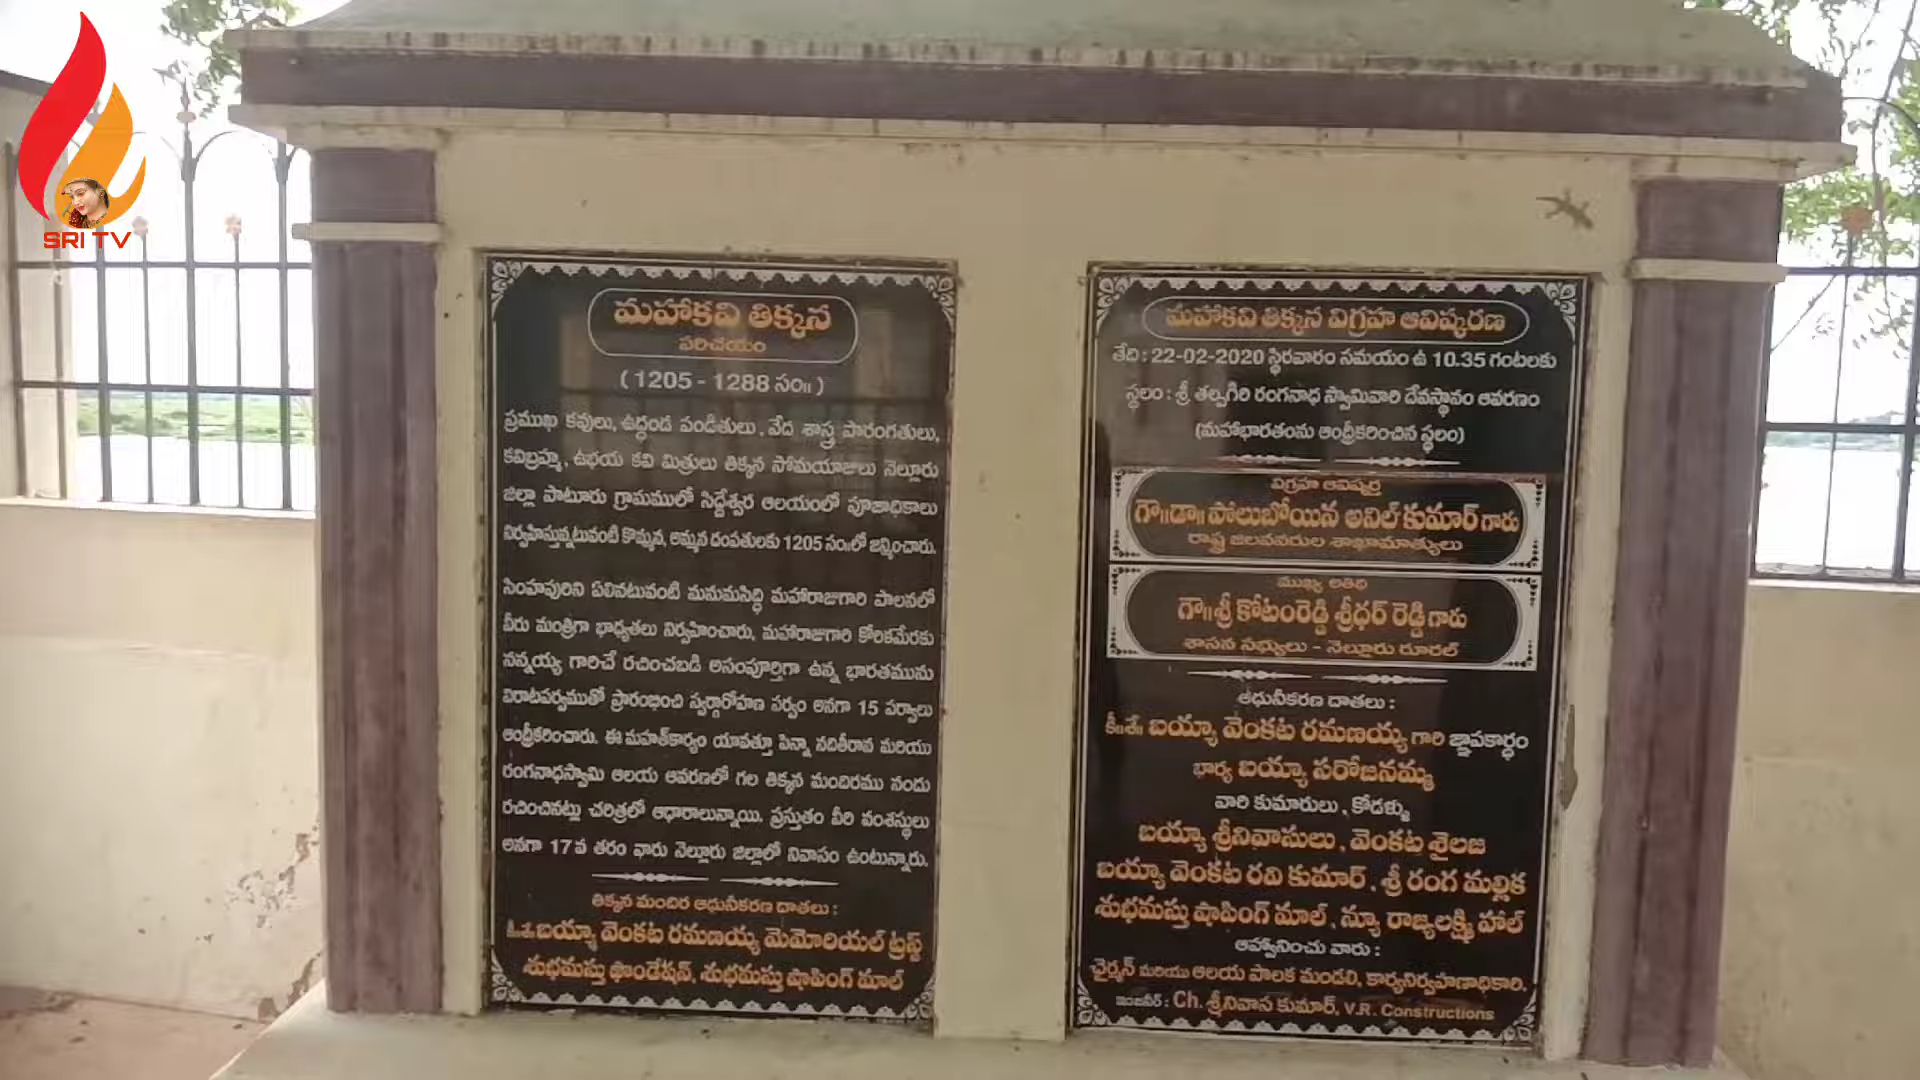 SRI TV
మహాకవి తిక్కన
పరిచయం
( 1205 - 1288 సం॥ )
ప్రముఖ కవులు, ఉద్ధండ పండితులు, వేద శాస్త్ర పారంగతులు,
కవిబ్రహ్మ, ఉభయ కవి మిత్రులు తిక్కన సోమయాజులు నెల్లూరు
జిల్లా పాటూరు గ్రామములో సిద్దేశ్వర ఆలయంలో పూజాధికాలు
నిర్వహిస్తున్నటువంటి కొమ్మన, అమ్మన దంపతులకు 1205 సం॥లో జన్మించారు.
సింహపురిని ఏలినటువంటి మనుమసిద్ధి మహారాజుగారి పాలనలో
వీరు మంత్రిగా భాధ్యతలు నిర్వహించారు, మహారాజుగారి కోరికమేరకు
నన్నయ్య గారిచే రచించబడి అసంపూర్తిగా ఉన్న భారతమును
విరాటపర్వముతో ప్రారంభించి స్వర్గారోహణ పర్వం అనగా 15 పర్వాలు
ఆంధ్రీకరించారు. ఈ మహత్‌కార్యం యావత్తూ పిన్నా నదితీరాన మరియు
రంగనాధస్వామి ఆలయ ఆవరణలో గల తిక్కన మందిరము నందు
రచించినట్లు చరిత్రలో ఆధారాలున్నాయి. ప్రస్తుతం వీరి వంశస్థులు
అనగా 17వ తరం వారు నెల్లూరు జిల్లాలో నివాసం ఉంటున్నారు.
తిక్కన మందిర ఆధునీకరణ దాతలు :
కీ.శే. బయ్యా వెంకట రమణయ్య మెమోరియల్ ట్రస్ట్
శుభమస్తు ఫౌండేషన్, శుభమస్తు షాపింగ్ మాల్
మహాకవి తిక్కన విగ్రహ ఆవిష్కరణ
తేది : 22-02-2020 స్థిరవారం సమయం ఉ 10.35 గంటలకు
స్థలం : శ్రీ తల్పగిరి రంగనాధ స్వామివారి దేవస్థానం ఆవరణం
(మహాభారతంను ఆంధ్రీకరించిన స్థలం)
విగ్రహ ఆవిష్కర్త
గౌ॥డా॥ పోలుబోయిన అనిల్ కుమార్ గారు
రాష్ట్ర జలవనరుల శాఖామాత్యులు
ముఖ్య అతిథి
గౌ॥శ్రీ కోటంరెడ్డి శ్రీధర్ రెడ్డి గారు
శాసన సభ్యులు - నెల్లూరు రూరల్
ఆధునీకరణ దాతలు :
కీ॥శే॥ బయ్యా వెంకట రమణయ్య గారి జ్ఞాపకార్ధం
భార్య బయ్యా సరోజనమ్మ
వారి కుమారులు, కోడళ్ళు
బయ్యా శ్రీనివాసులు, వెంకట శైలజ
బయ్యా వెంకట రవి కుమార్, శ్రీ రంగ మల్లిక
శుభమస్తు షాపింగ్ మాల్, న్యూ రాజ్యలక్ష్మి హాల్
ఆహ్వానించు వారు :
ఛైర్మన్ మరియు ఆలయ పాలక మండలి, కార్యనిర్వహణాధికారి.
ఇంజనీర్ : Ch. శ్రీనివాస కుమార్, V.R. Constructions